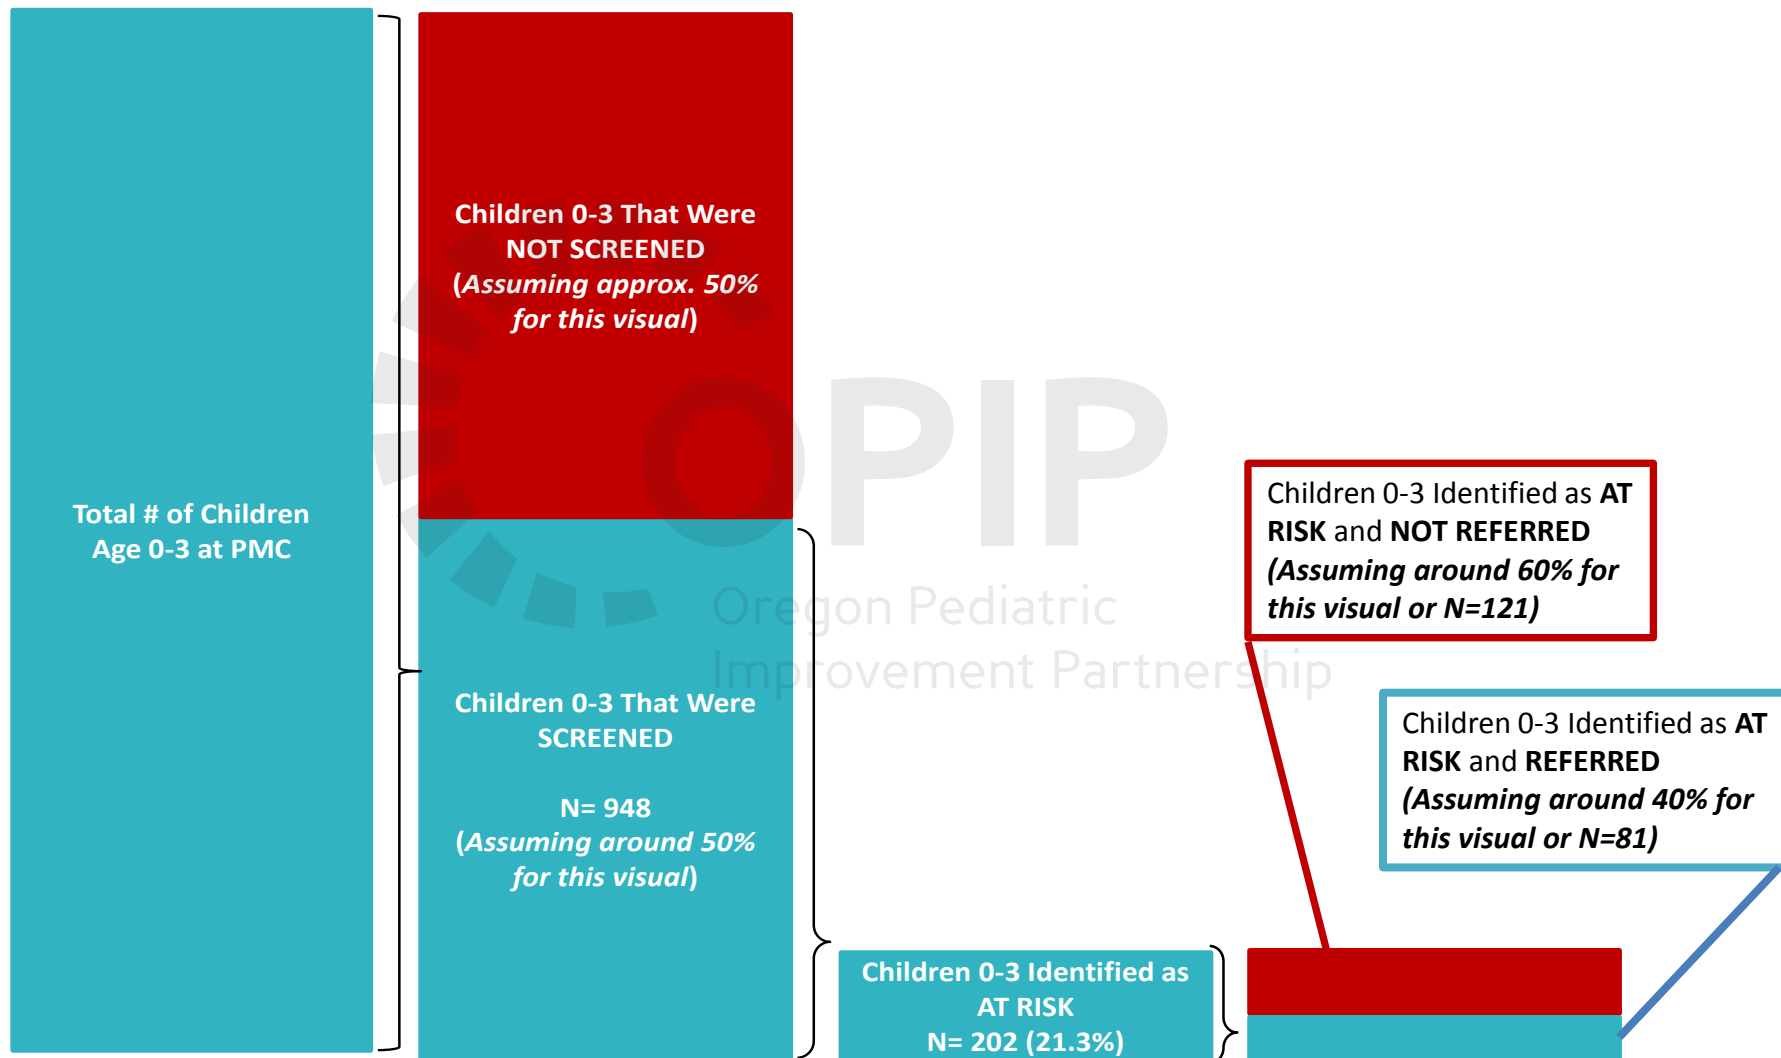 Total # of Children
Age 0-3 at PMC
Children 0-3 That Were
NOT SCREENED
(Assuming approx. 50%
for this visual)
Children 0-3 That Were
SCREENED
N= 948
(Assuming around 50%
for this visual)
Children 0-3 Identified as
AT RISK
N= 202 (21.3%)
Children 0-3 Identified as AT
RISK and NOT REFERRED
(Assuming around 60% for
this visual or N=121)
Children 0-3 Identified as AT
RISK and REFERRED
(Assuming around 40% for
this visual or N=81)
OPIP
Oregon Pediatric
Improvement Partnership